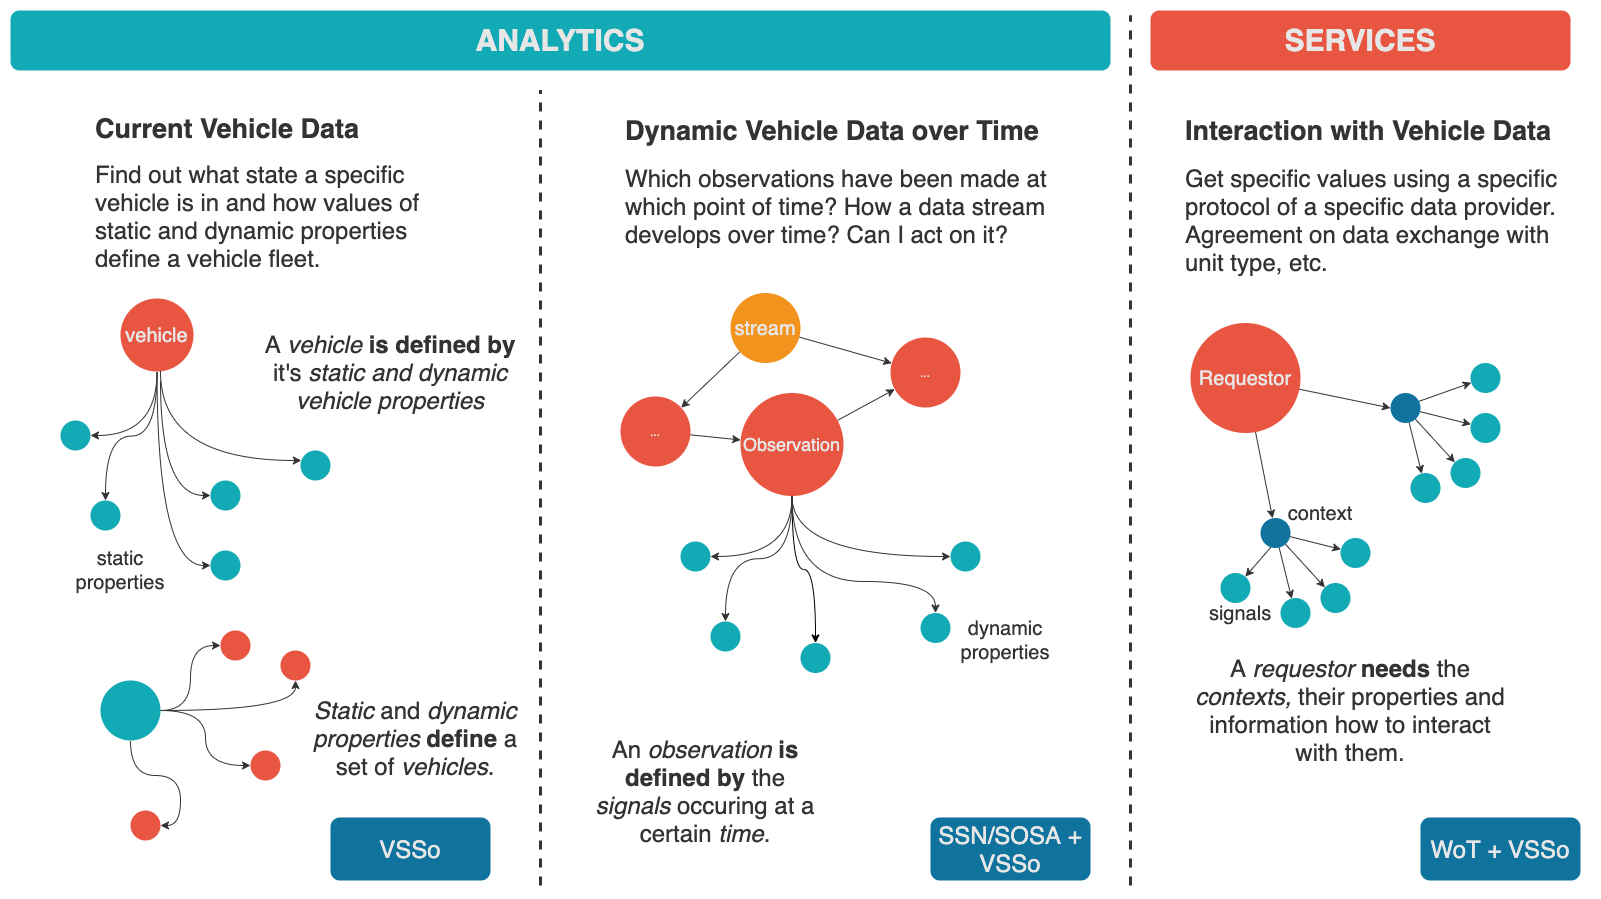 ANALYTICS
SERVICES
Current Vehicle Data
Find out what state a specific
vehicle is in and how values of
static and dynamic properties
define a vehicle fleet.
vehicle
A vehicle is defined by
it's static and dynamic
vehicle properties
static
properties
Static and dynamic
properties define a
set of vehicles.
VSSo
Dynamic Vehicle Data over Time
Which observations have been made at
which point of time? How a data stream
develops over time? Can I act on it?
stream
...
...
Observation
dynamic
properties
An observation is
defined by the
signals occuring at a
certain time.
SSN/SOSA +
VSSo
Interaction with Vehicle Data
Get specific values using a specific
protocol of a specific data provider.
Agreement on data exchange with
unit type, etc.
Requestor
context
signals
A requestor needs the
contexts, their properties and
information how to interact
with them.
WoT + VSSo